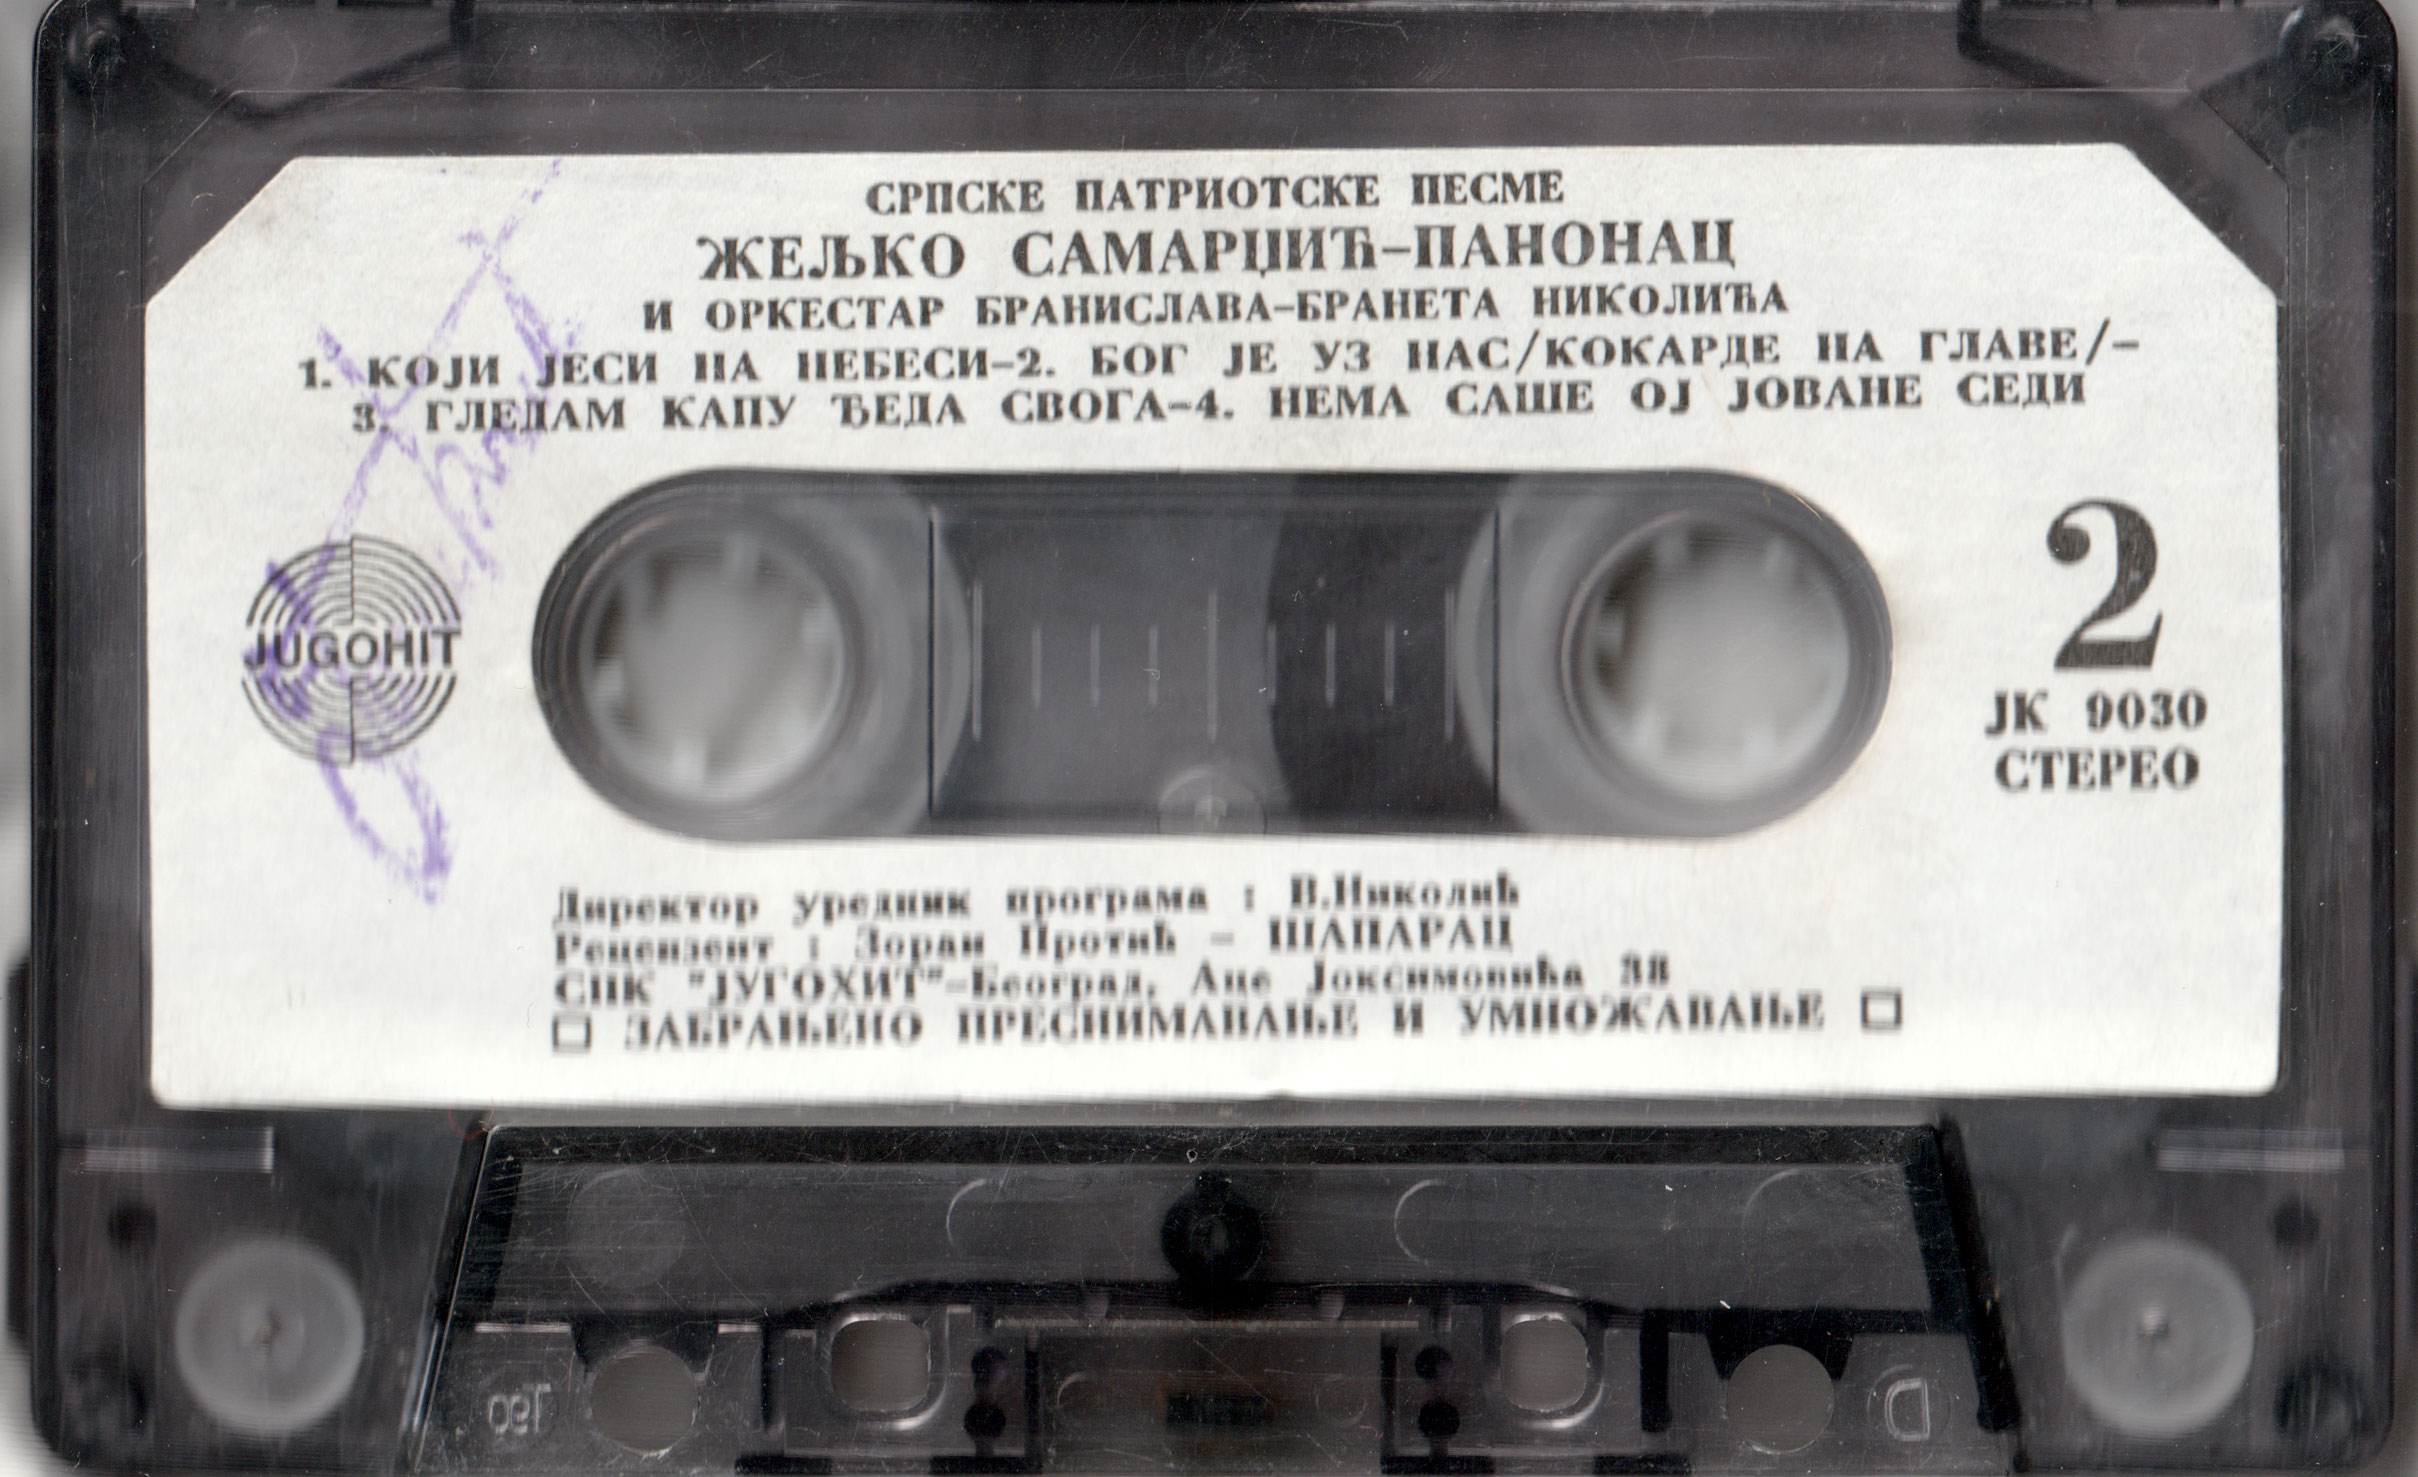 СРПСКЕ ПАТРИОТСКЕ ПЕСМЕ
ЖЕЉКО САМАРЏИЋ-ПАНОНАЦ
И ОРКЕСТАР БРАНИСЛАВА-БРАНЕТА НИКОЛИЋА
1. КОЈИ ЈЕСИ НА НЕБЕСИ-2. БОГ ЈЕ УЗ НАС/КОКАРДЕ НА ГЛАВЕ/-
3. ГЛЕДАМ КАПУ ЂЕДА СВОГА-4. НЕМА САШЕ ОЈ ЈОВАНЕ СЕДИ
JUGOHIT
2
ЈК 9030
СТЕРЕО
Директор уредник програма : В.Николић
Рецензент : Зоран Протић - ШАПАРАЦ
СПК "ЈУГОХИТ"-Београд, Аце Јоксимовића 38
ЗАБРАЊЕНО ПРЕСНИМАВАЊЕ И УМНОЖАВАЊЕ